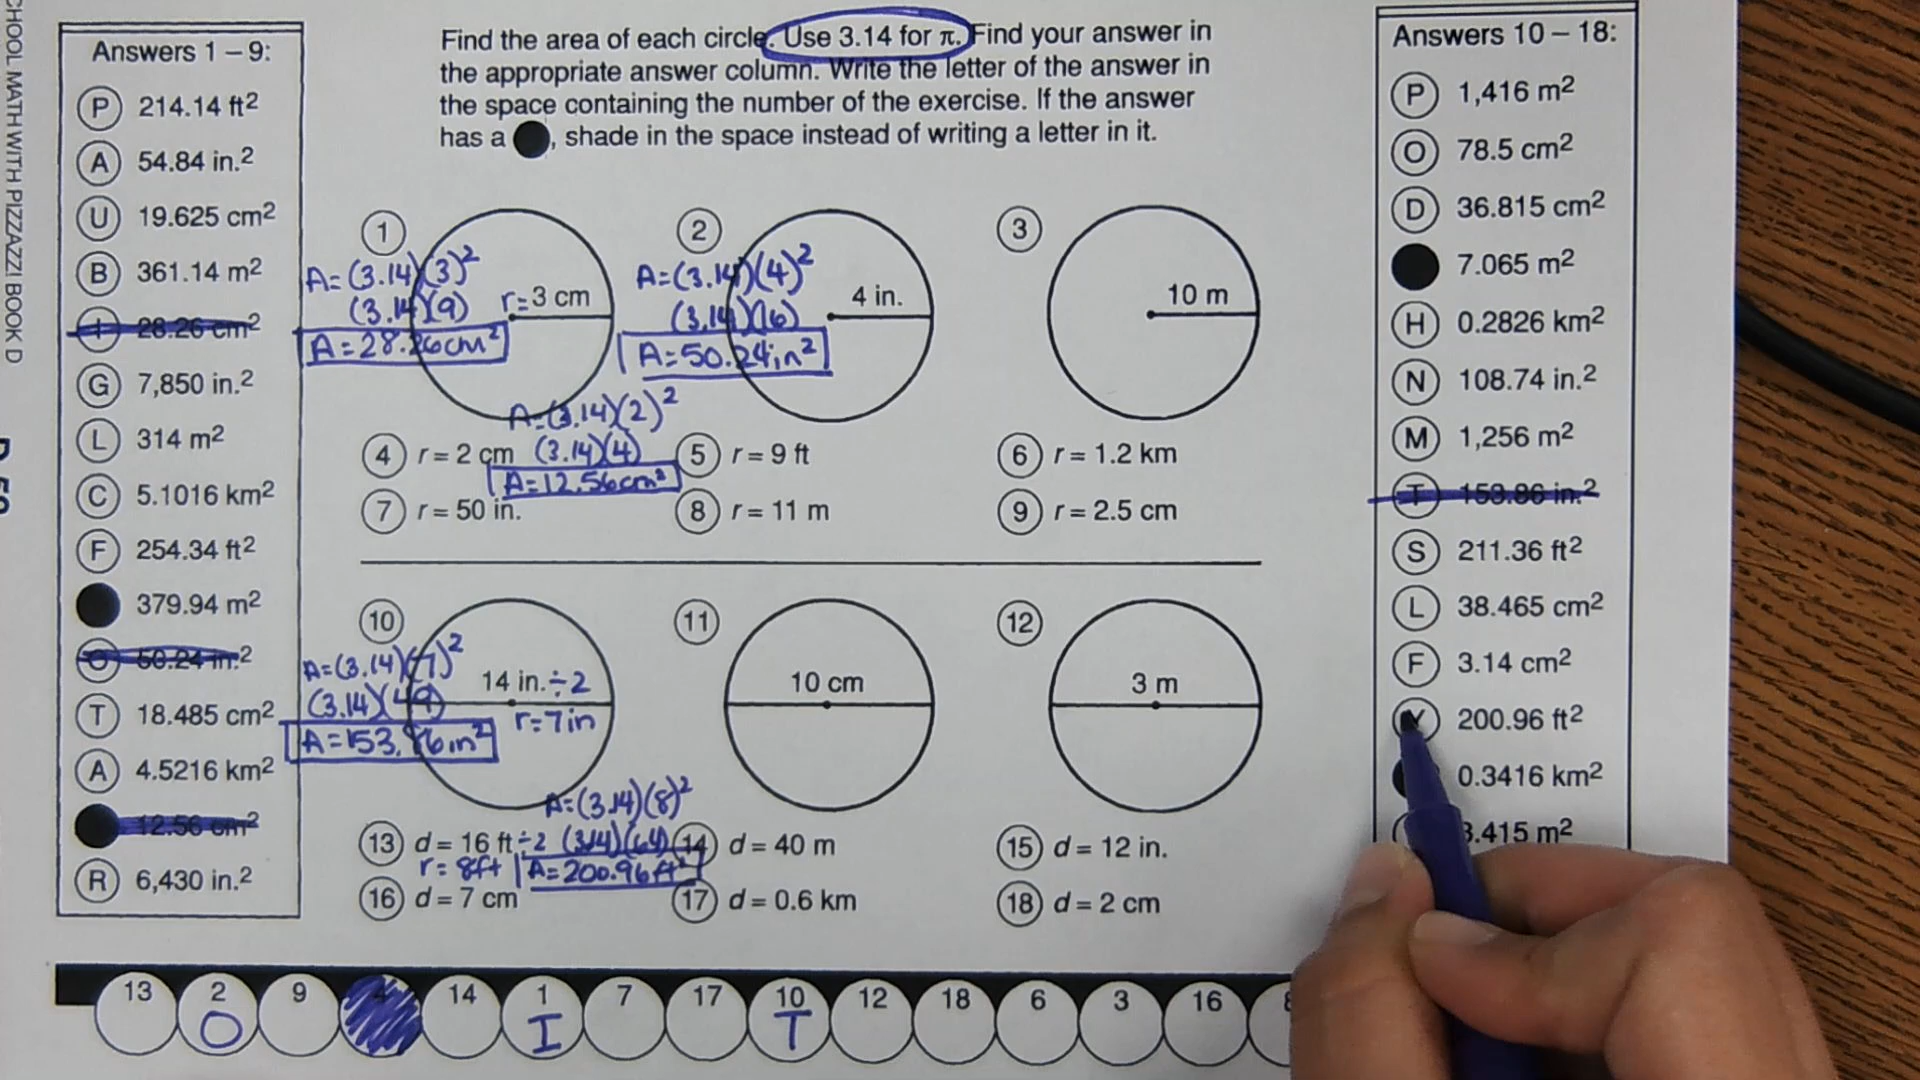 CHOOL MATH WITH PIZZAZZ! BOOK D
Answers 1 – 9:
P 214.14 ft2
A 54.84 in.2
U 19.625 cm2
B 361.14 m2
I 28.26 cm2
G 7,850 in.2
L 314 m2
C 5.1016 km2
F 254.34 ft2
379.94 m2
O 50.24 in.2
T 18.485 cm2
A 4.5216 km2
12.56 cm2
R 6,430 in.2
Find the area of each circle. Use 3.14 for π. Find your answer in
the appropriate answer column. Write the letter of the answer in
the space containing the number of the exercise. If the answer
has a , shade in the space instead of writing a letter in it.
1
A=(3.14)(3)2
(3.14)(9)
A=28.26cm2
r=3 cm
2
A=(3.14)(4)2
(3.14)(16)
A=50.24in2
4 in.
3
10 m
A=(3.14)(2)2
4 r = 2 cm (3.14)(4)
A=12.56cm2
5 r = 9 ft
6 r = 1.2 km
7 r = 50 in.
8 r = 11 m
9 r = 2.5 cm
10
A=(3.14)(7)2
(3.14)(49)
A=153.86in2
14 in.÷2
r=7in
11
10 cm
12
3 m
A=(3.14)(8)2
13 d = 16 ft÷2 (3.14)(64)
r=8ft A=200.96ft2
14 d = 40 m
15 d = 12 in.
16 d = 7 cm
17 d = 0.6 km
18 d = 2 cm
Answers 10 – 18:
P 1,416 m2
O 78.5 cm2
D 36.815 cm2
7.065 m2
H 0.2826 km2
N 108.74 in.2
M 1,256 m2
T 153.86 in.2
S 211.36 ft2
L 38.465 cm2
F 3.14 cm2
Y 200.96 ft2
0.3416 km2
3.415 m2
13 2 9 4 14 1 7 17 10 12 18 6 3 16 8
O I T